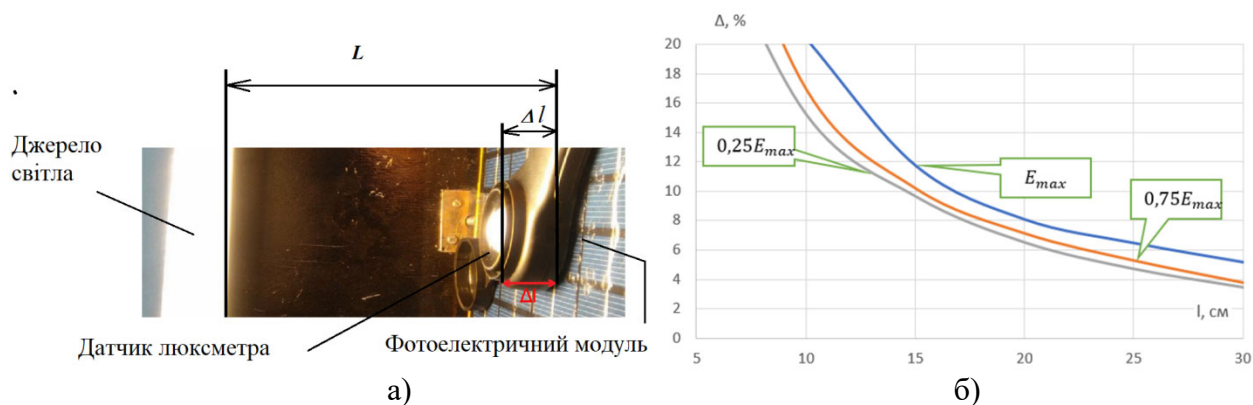 L
Δl
Джерело
світла
Δl
Датчик люксметра
Фотоелектричний модуль
а)
Δ, %
20
18
16
14
12
10
8
6
4
2
0
0,25E_max
E_max
0,75E_max
l, см
5
10
15
20
25
30
б)